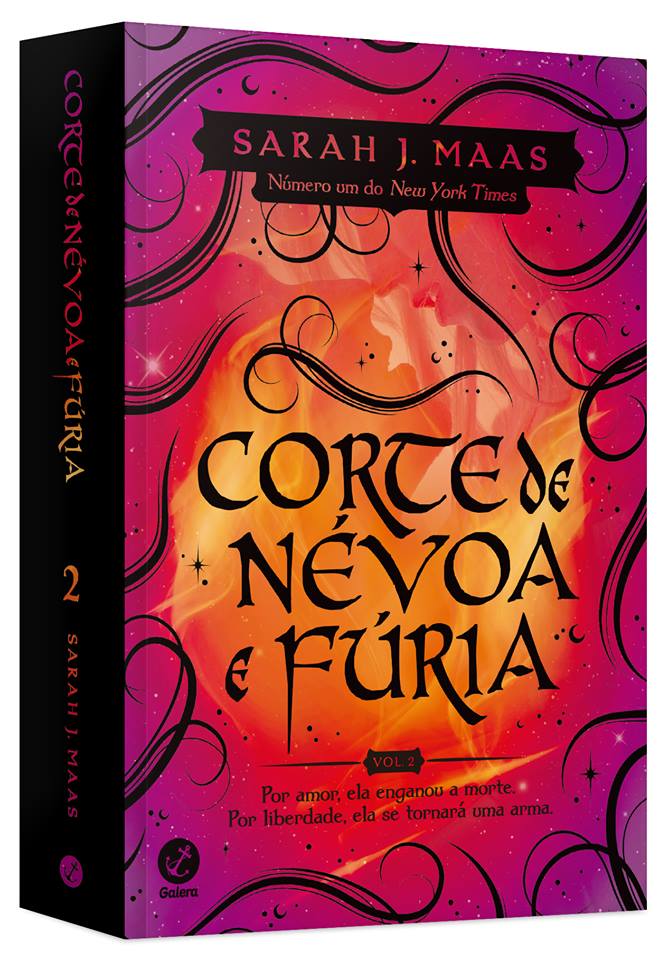 CORTE de NÉVOA e FÚRIA
2
SARAH J. MAAS
SARAH J. MAAS
Número um do New York Times
CORTE de
NÉVOA
e FÚRIA
VOL. 2
Por amor, ela enganou a morte.
Por liberdade, ela se tornará uma arma.
Galera